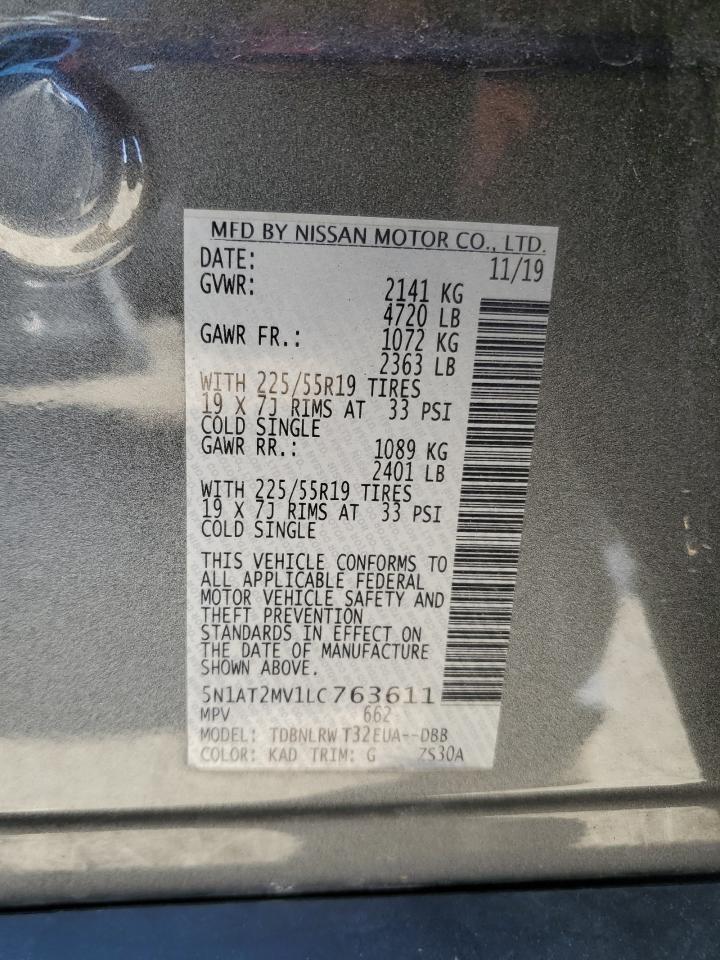 MFD BY NISSAN MOTOR CO., LTD.
DATE: 11/19
GVWR: 2141 KG
4720 LB
GAWR FR.: 1072 KG
2363 LB
WITH 225/55R19 TIRES
19 X 7J RIMS AT 33 PSI
COLD SINGLE
GAWR RR.: 1089 KG
2401 LB
WITH 225/55R19 TIRES
19 X 7J RIMS AT 33 PSI
COLD SINGLE
THIS VEHICLE CONFORMS TO
ALL APPLICABLE FEDERAL
MOTOR VEHICLE SAFETY AND
THEFT PREVENTION
STANDARDS IN EFFECT ON
THE DATE OF MANUFACTURE
SHOWN ABOVE.
5N1AT2MV1LC763611
MPV 662
MODEL: TDBNLRW T32EUA--DBB
COLOR: KAD TRIM: G 7S30A